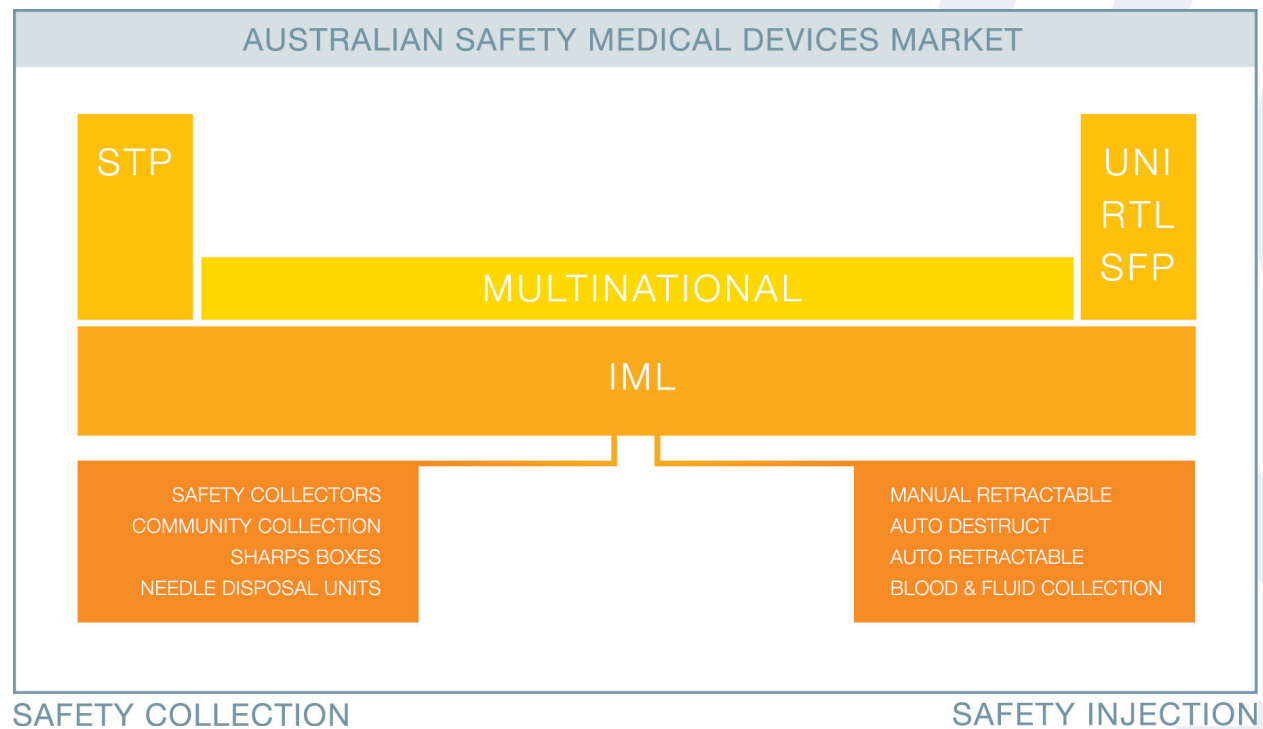 AUSTRALIAN SAFETY MEDICAL DEVICES MARKET
STP
UNI
RTL
SFP
MULTINATIONAL
IML
SAFETY COLLECTORS
COMMUNITY COLLECTION
SHARPS BOXES
NEEDLE DISPOSAL UNITS
MANUAL RETRACTABLE
AUTO DESTRUCT
AUTO RETRACTABLE
BLOOD & FLUID COLLECTION
SAFETY COLLECTION
SAFETY INJECTION